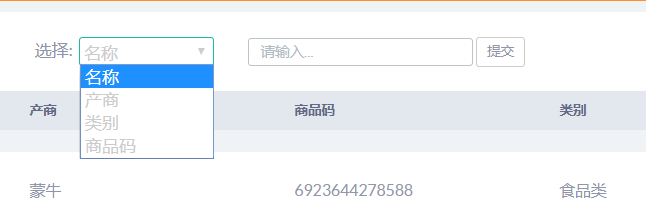 选择: 名称 请输入... 提交
名称
产商
类别
商品码
产商 商品码 类别
蒙牛 6923644278588 食品类